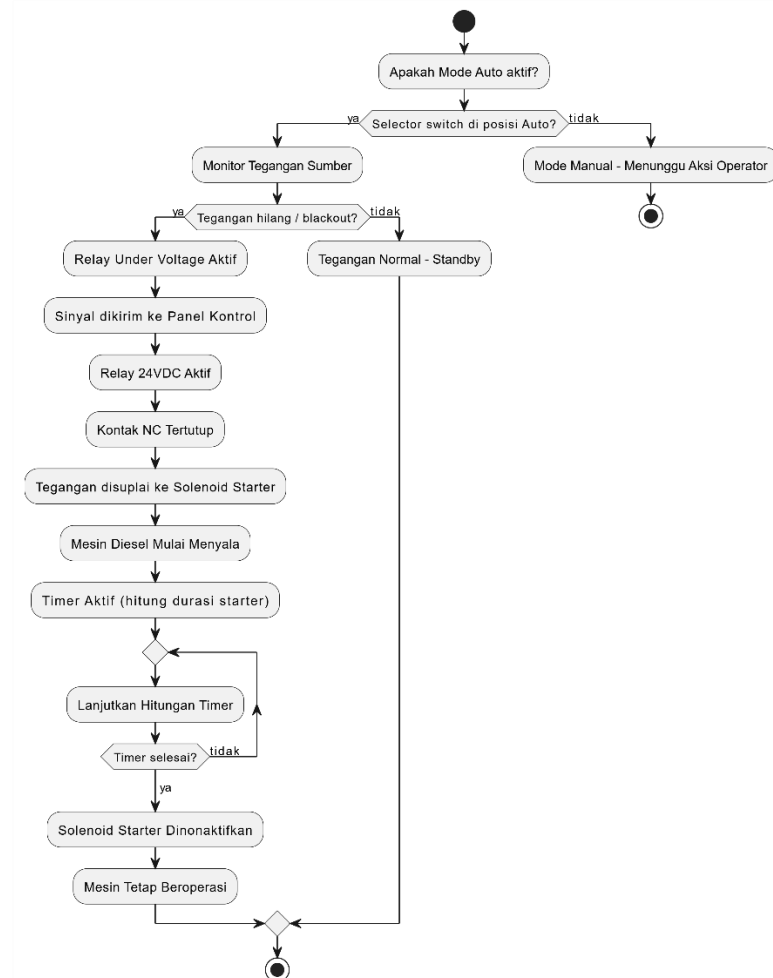 Apakah Mode Auto aktif?
ya
Selector switch di posisi Auto?
tidak
Monitor Tegangan Sumber
Mode Manual - Menunggu Aksi Operator
ya
Tegangan hilang / blackout?
tidak
Relay Under Voltage Aktif
Tegangan Normal - Standby
Sinyal dikirim ke Panel Kontrol
Relay 24VDC Aktif
Kontak NC Tertutup
Tegangan disuplai ke Solenoid Starter
Mesin Diesel Mulai Menyala
Timer Aktif (hitung durasi starter)
Lanjutkan Hitungan Timer
Timer selesai?
tidak
ya
Solenoid Starter Dinonaktifkan
Mesin Tetap Beroperasi